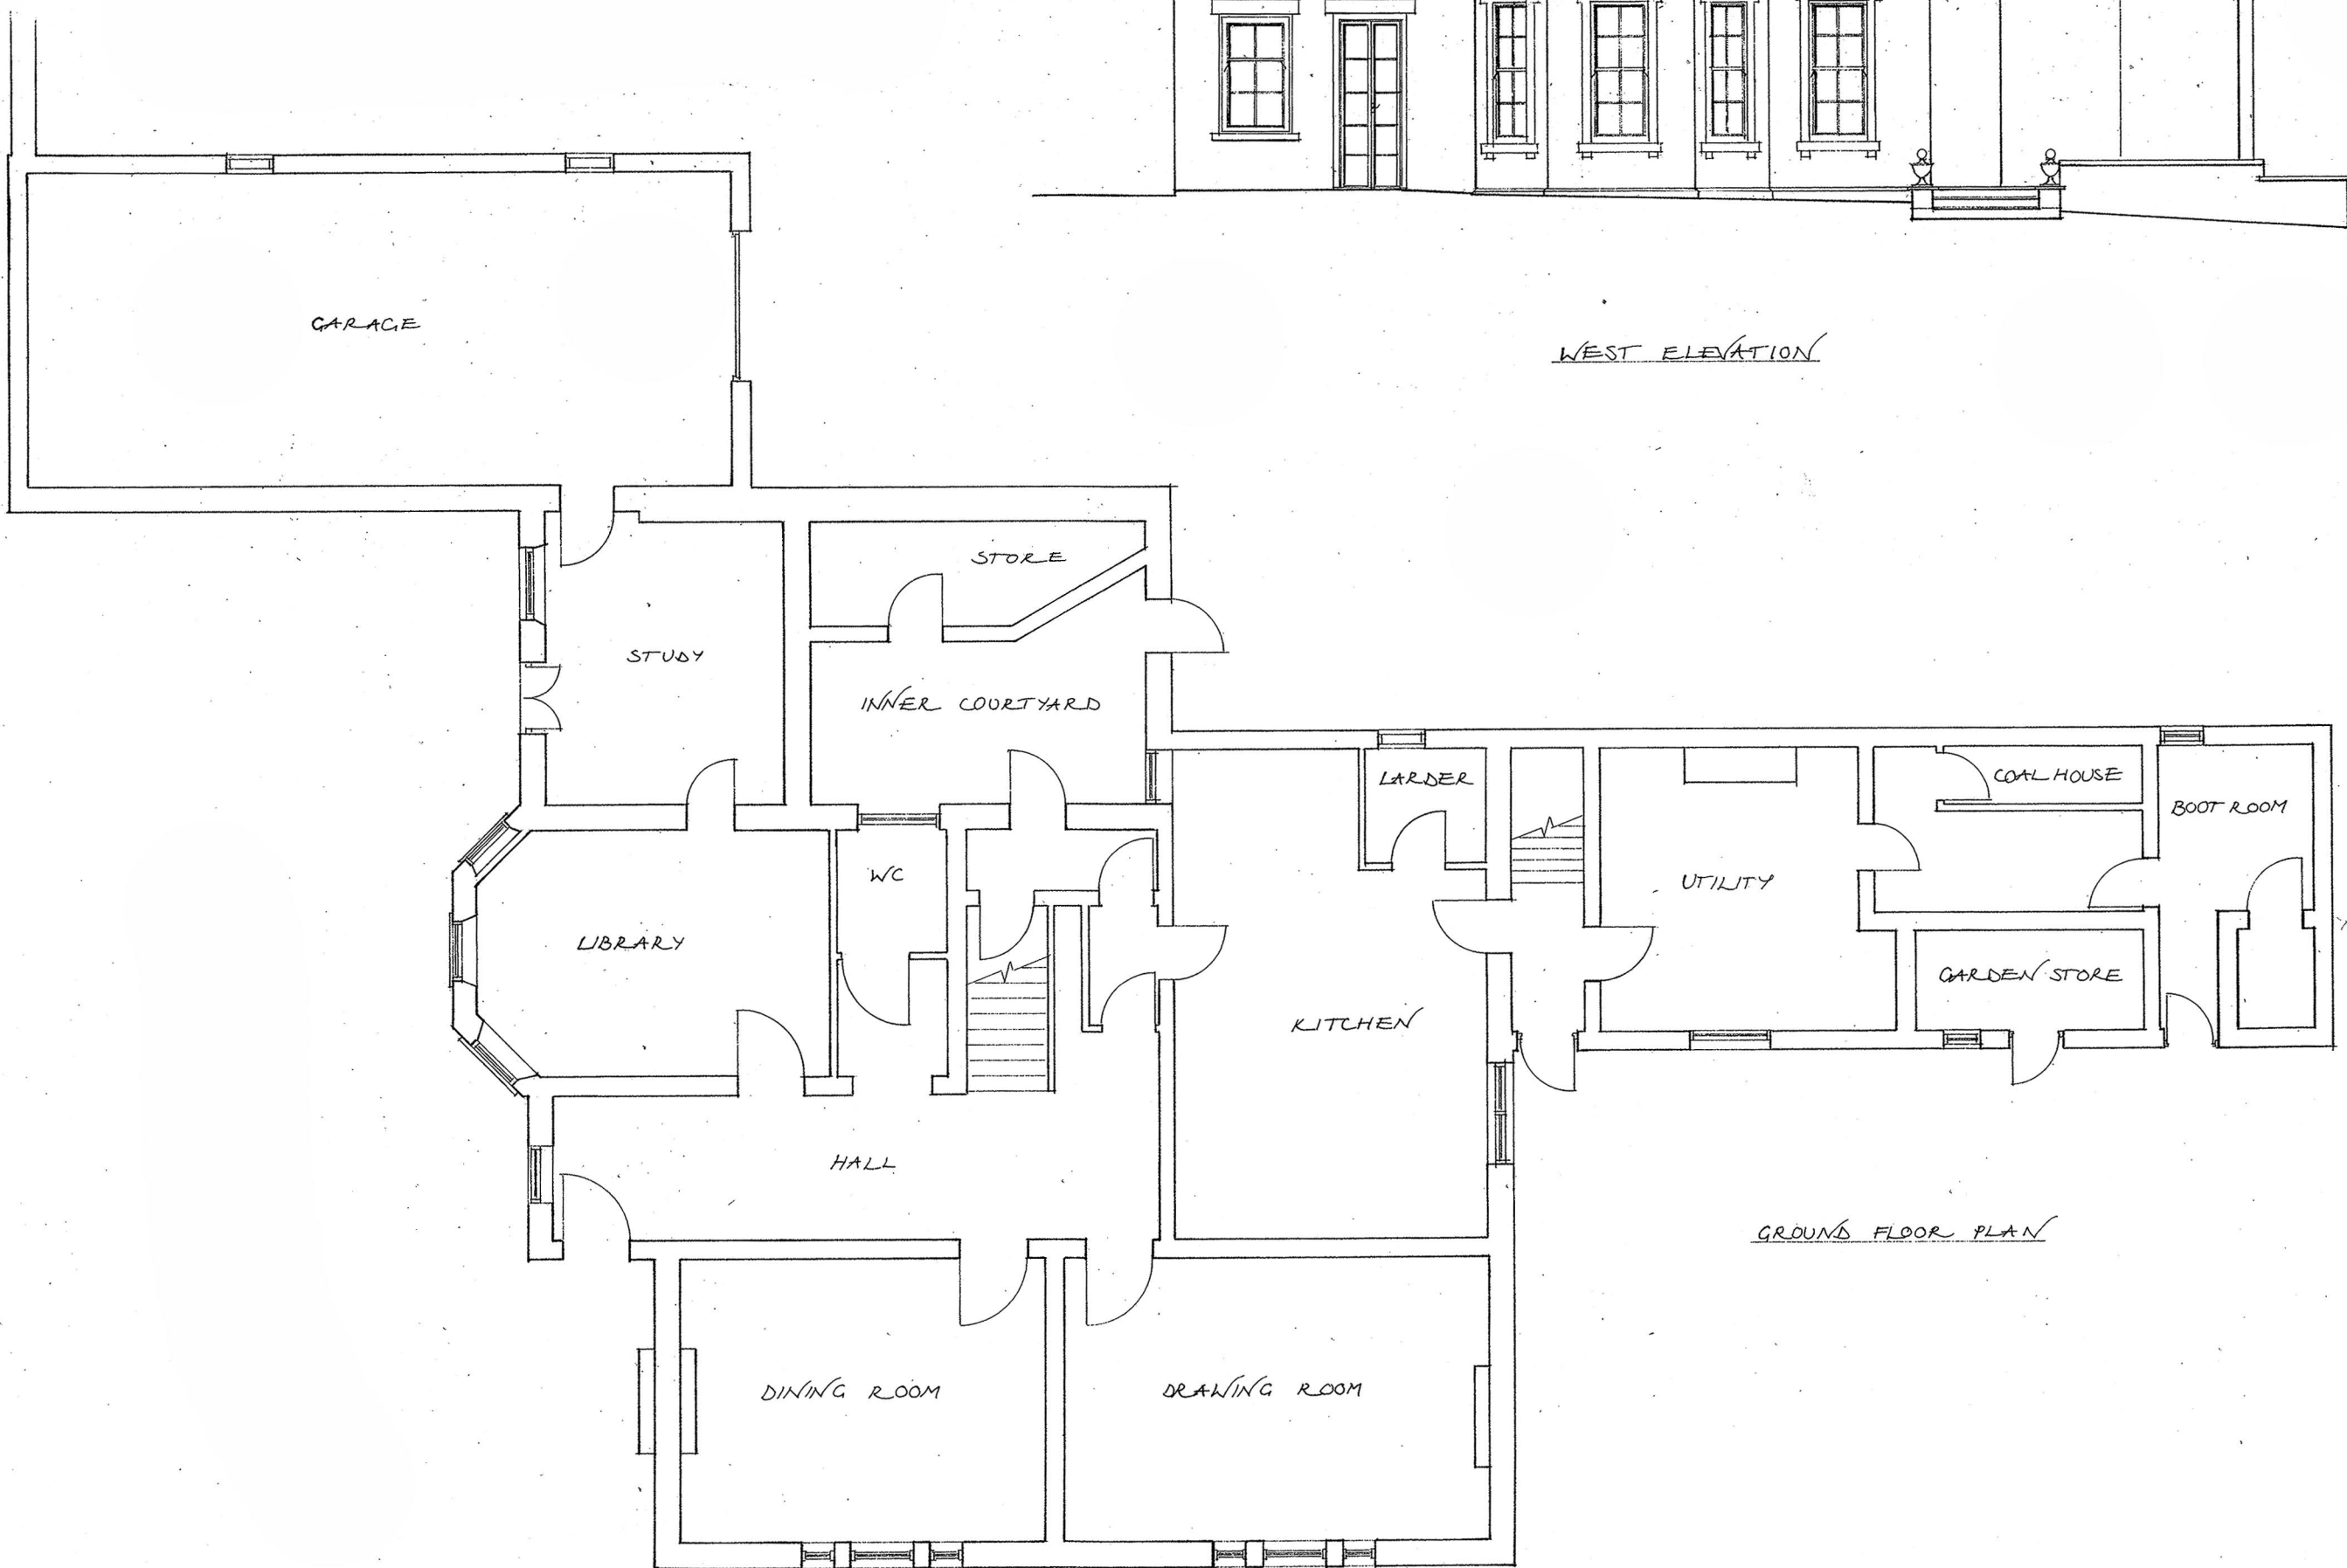 GARAGE
WEST ELEVATION
STORE
STUDY
INNER COURTYARD
LARDER
COAL HOUSE
BOOT ROOM
WC
UTILITY
LIBRARY
GARDEN STORE
KITCHEN
HALL
GROUND FLOOR PLAN
DINING ROOM
DRAWING ROOM